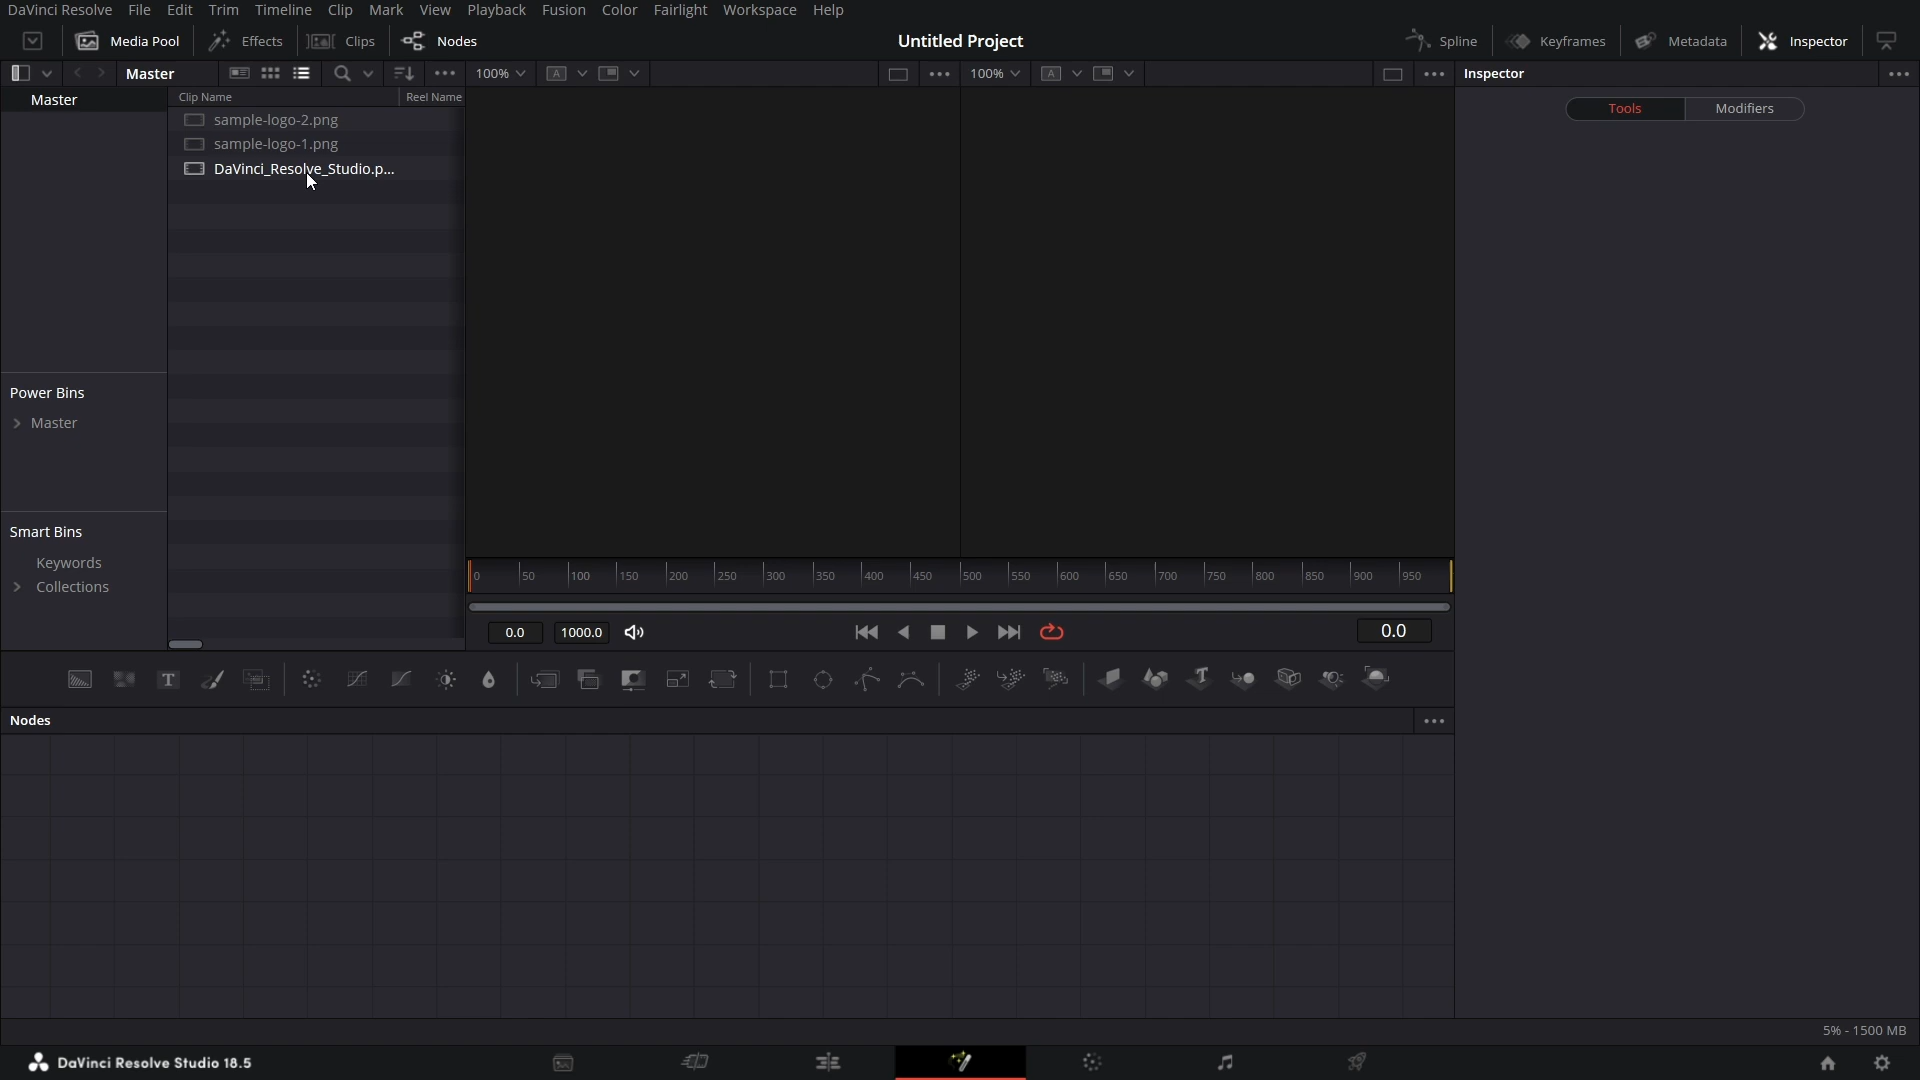 DaVinci Resolve File Edit Trim Timeline Clip Mark View Playback Fusion Color Fairlight Workspace Help
Media Pool Effects Clips Nodes Untitled Project Spline Keyframes Metadata Inspector
Master 100% A 100% A Inspector
Master Clip Name Reel Name
Tools Modifiers
sample-logo-2.png
sample-logo-1.png
DaVinci_Resolve_Studio.p...
Power Bins
Master
Smart Bins
Keywords
Collections
0 50 100 150 200 250 300 350 400 450 500 550 600 650 700 750 800 850 900 950
0.0 1000.0 0.0
T T
Nodes
5% - 1500 MB
DaVinci Resolve Studio 18.5